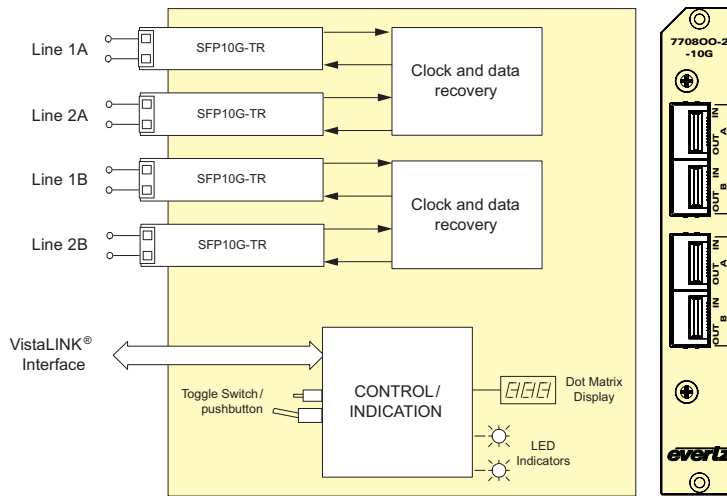 Line 1A
SFP10G-TR
Line 2A
SFP10G-TR
Clock and data
recovery
Line 1B
SFP10G-TR
Line 2B
SFP10G-TR
Clock and data
recovery
VistaLINK®
Interface
Toggle Switch/
pushbutton
CONTROL/
INDICATION
Dot Matrix
Display
LED
Indicators
7708OO-2
-10G
IN
OUT
A
IN
OUT
B
IN
OUT
A
IN
OUT
B
evertz